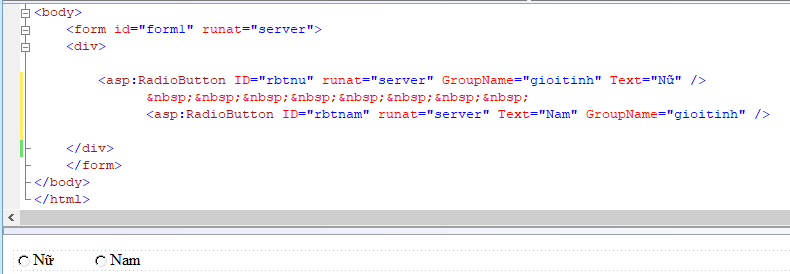 <body>
<form id="form1" runat="server">
<div>
<asp:RadioButton ID="rbtnu" runat="server" GroupName="gioitinh" Text="Nữ" />
&nbsp;&nbsp;&nbsp;&nbsp;&nbsp;&nbsp;&nbsp;&nbsp;
<asp:RadioButton ID="rbtnam" runat="server" Text="Nam" GroupName="gioitinh" />
</div>
</form>
</body>
</html>
Nữ Nam